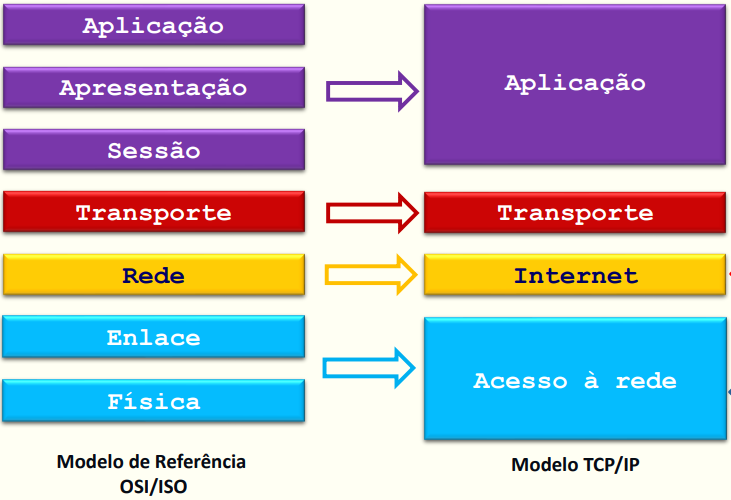 Aplicação
Apresentação
Sessão
Transporte
Rede
Enlace
Física
Modelo de Referência
OSI/ISO
Aplicação
Transporte
Internet
Acesso à rede
Modelo TCP/IP